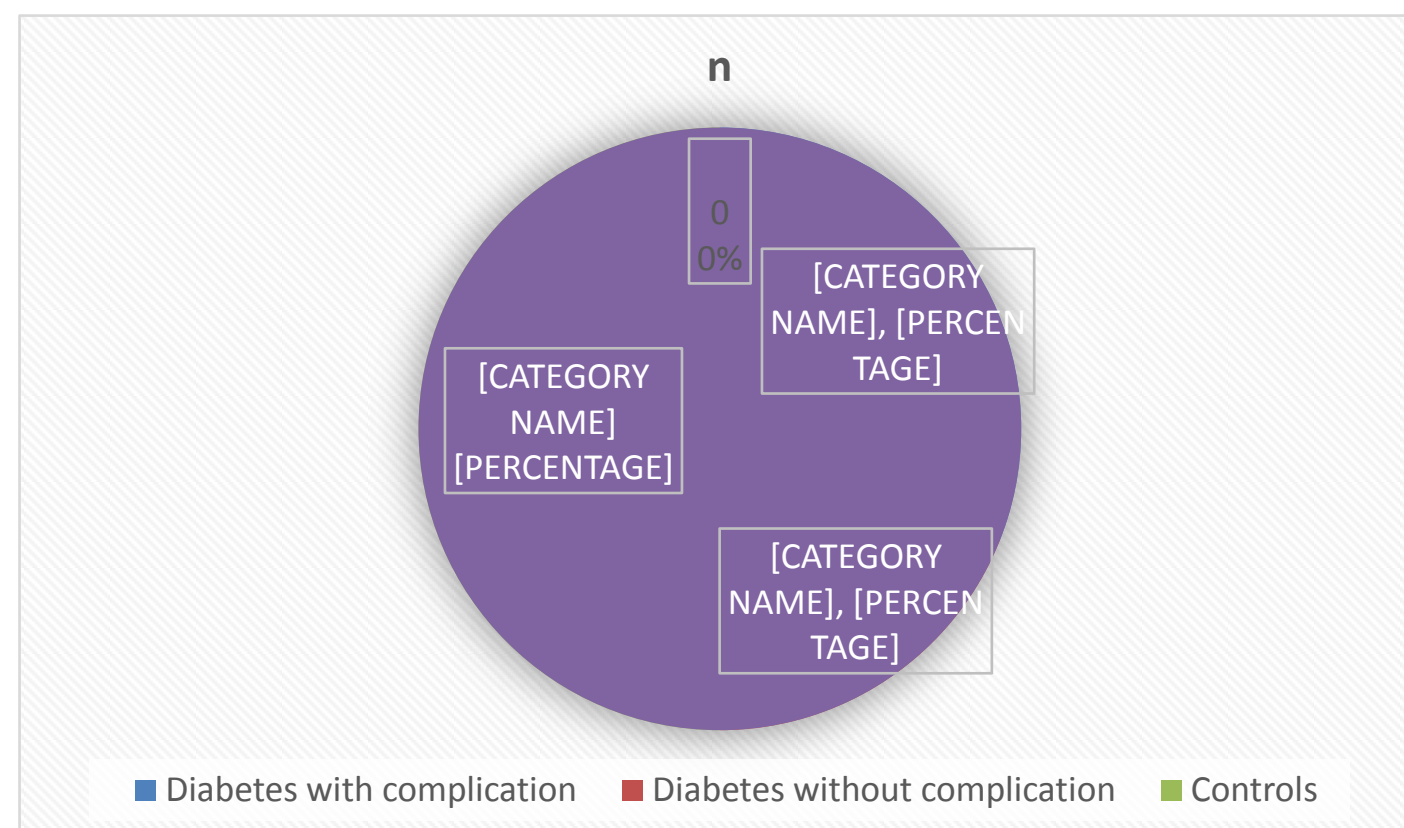 n
0
0%
[CATEGORY
NAME], [PERCEN
TAGE]
[CATEGORY
NAME]
[PERCENTAGE]
[CATEGORY
NAME], [PERCEN
TAGE]
Diabetes with complication Diabetes without complication Controls